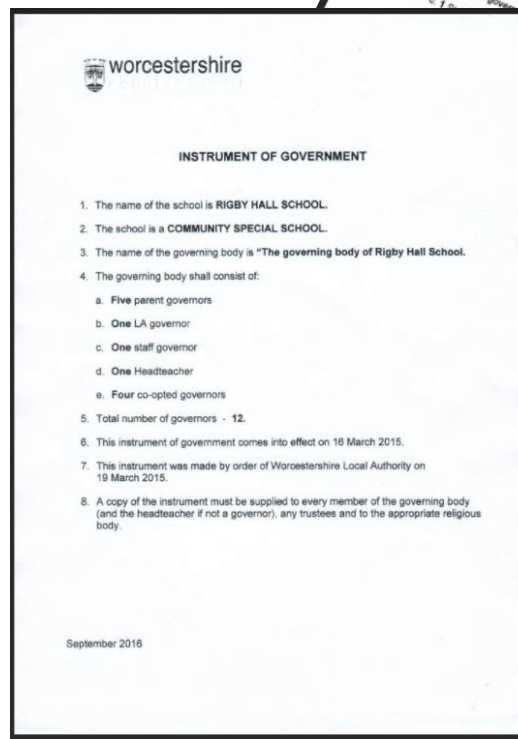 worcestershire
INSTRUMENT OF GOVERNMENT
1. The name of the school is RIGBY HALL SCHOOL.
2. The school is a COMMUNITY SPECIAL SCHOOL.
3. The name of the governing body is "The governing body of Rigby Hall School.
4. The governing body shall consist of:
a. Five parent governors
b. One LA governor
c. One staff governor
d. One Headteacher
e. Four co-opted governors
5. Total number of governors - 12.
6. This instrument of government comes into effect on 16 March 2015.
7. This instrument was made by order of Worcestershire Local Authority on
19 March 2015.
8. A copy of the instrument must be supplied to every member of the governing body
(and the headteacher if not a governor), any trustees and to the appropriate religious
body.
September 2016